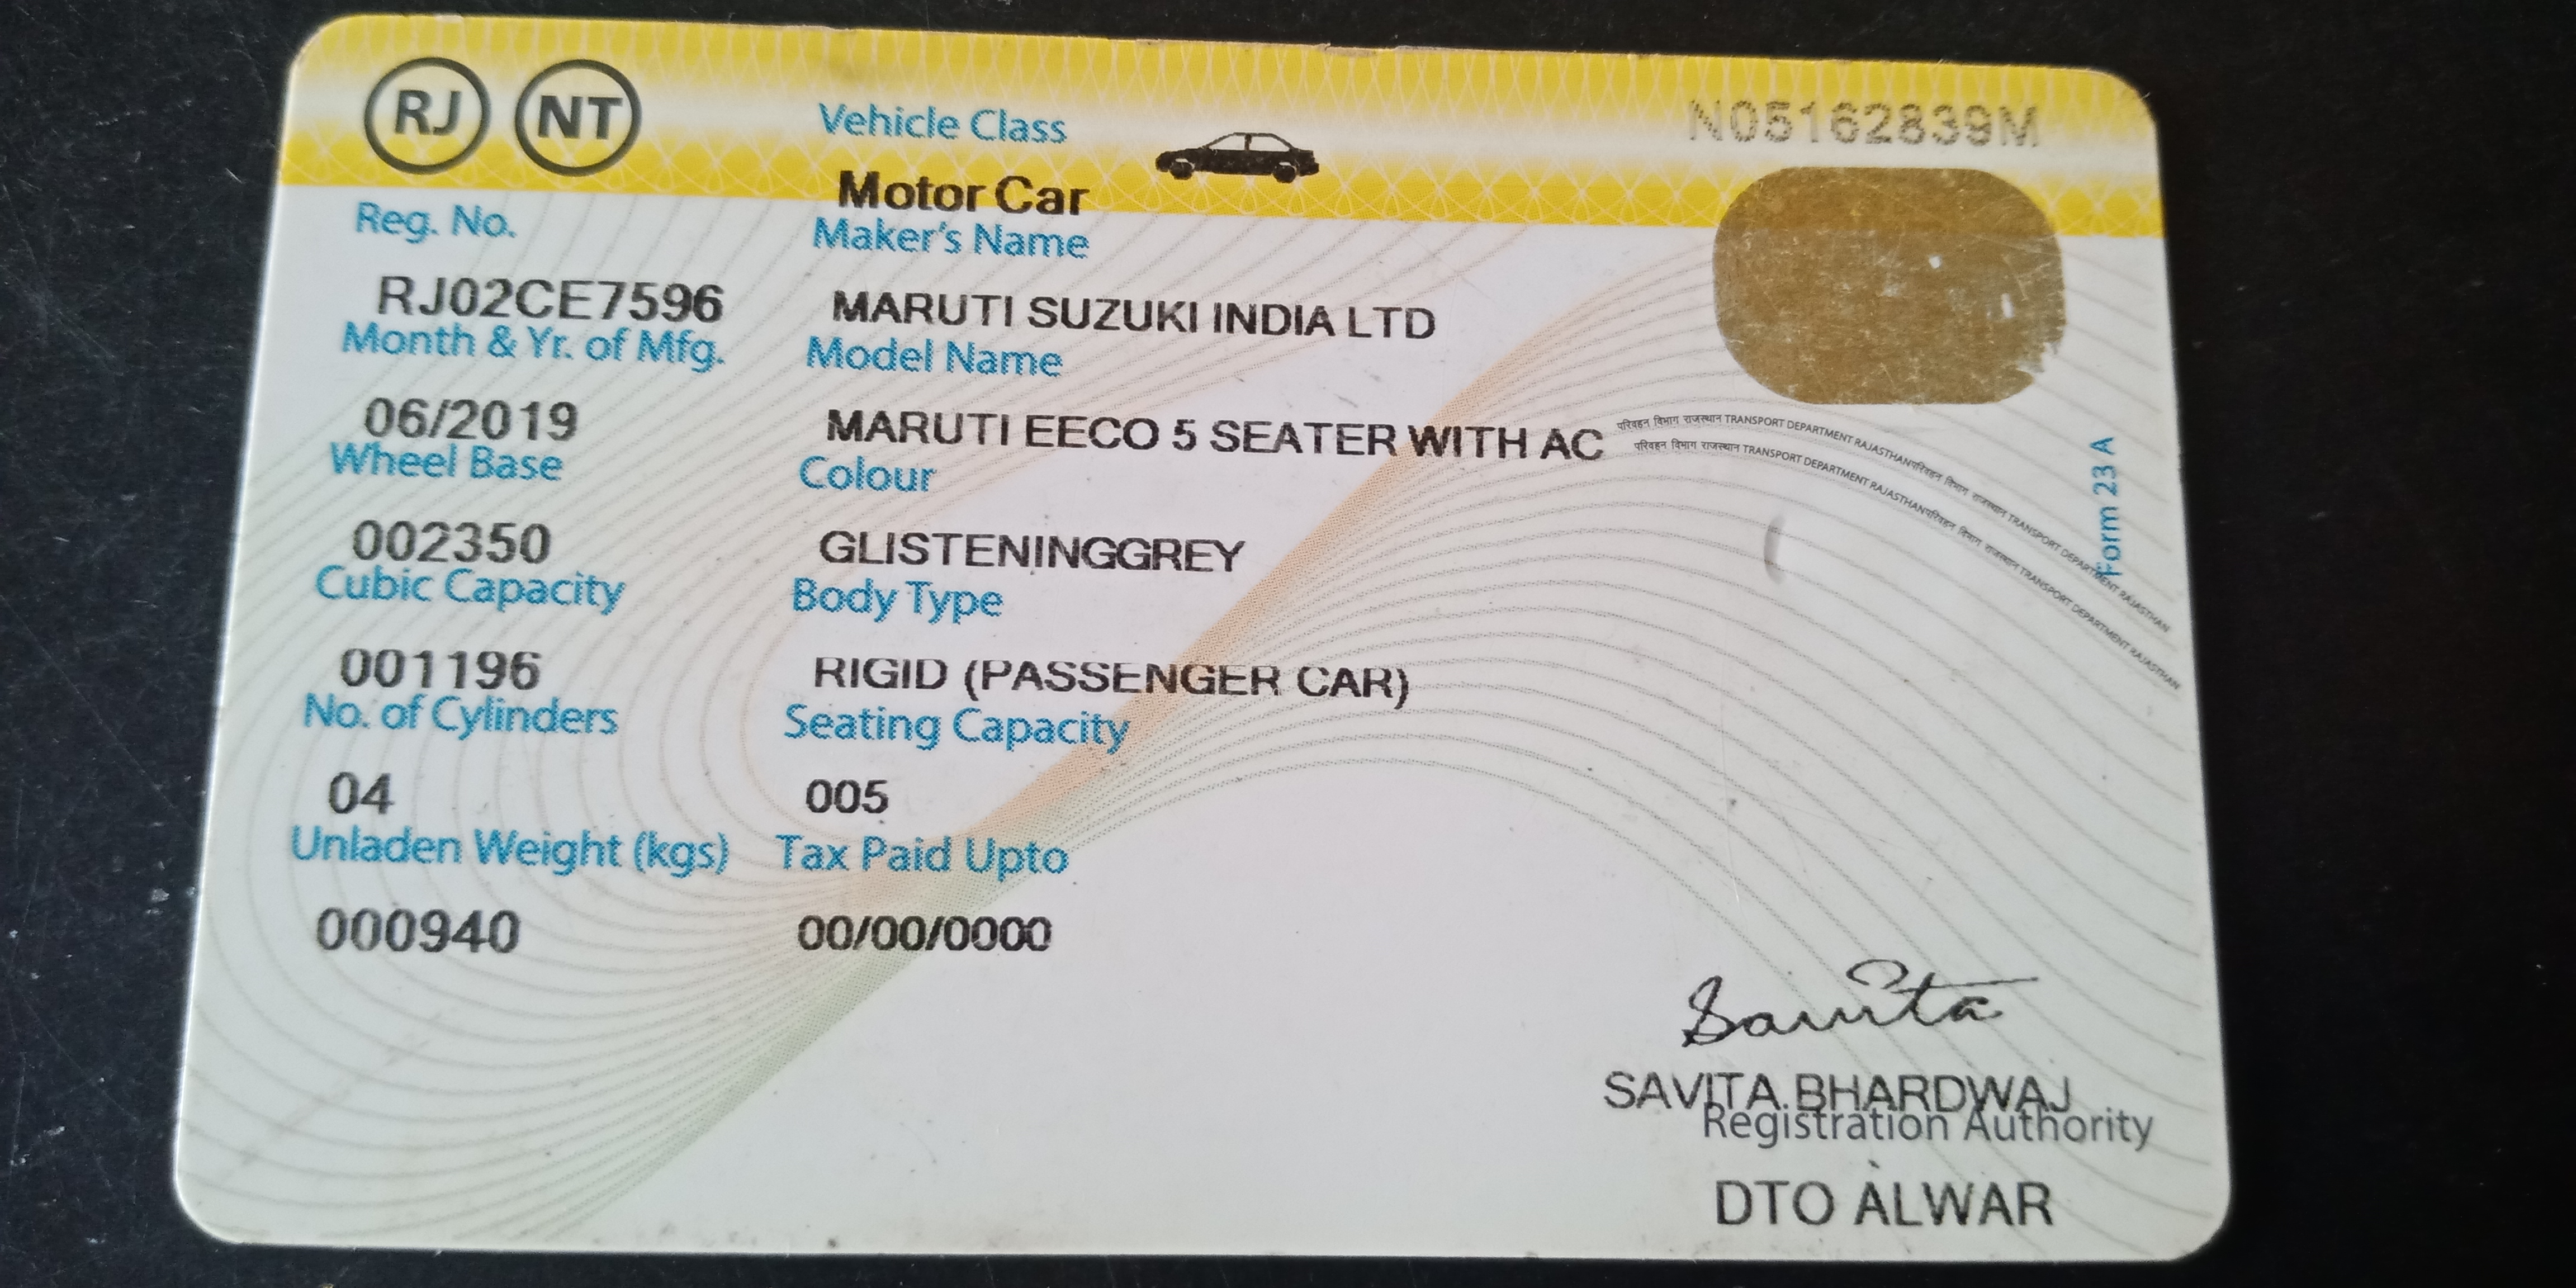 RJ NT
Vehicle Class
N05162839M
Motor Car
Reg. No.
Maker's Name
RJ02CE7596
MARUTI SUZUKI INDIA LTD
Month & Yr. of Mfg.
Model Name
06/2019
MARUTI EECO 5 SEATER WITH AC
परिवहन विभाग राजस्थान TRANSPORT DEPARTMENT RAJASTHANपरिवहन विभाग राजस्थान TRANSPORT DEPARTMENT RAJASTHAN
परिवहन विभाग राजस्थान TRANSPORT DEPARTMENT RAJASTHANपरिवहन विभाग राजस्थान TRANSPORT DEPARTMENT RAJASTHAN
Form 23 A
Wheel Base
Colour
002350
GLISTENINGGREY
Cubic Capacity
Body Type
001196
RIGID (PASSENGER CAR)
No. of Cylinders
Seating Capacity
04
005
Unladen Weight (kgs)
Tax Paid Upto
000940
00/00/0000
Savita
SAVITA BHARDWAJ
Registration Authority
DTO ALWAR